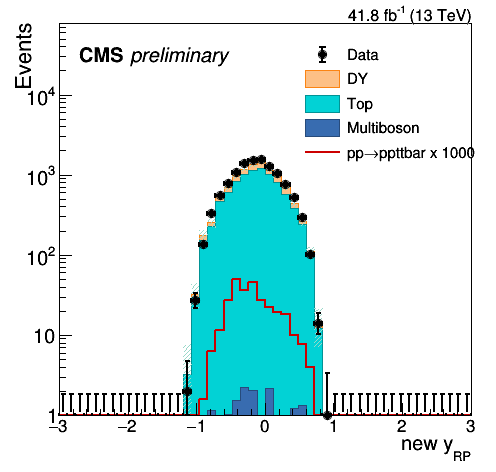 41.8 fb⁻¹ (13 TeV)
Events
CMS preliminary
Data
DY
Top
Multiboson
pp→ppttbar x 1000
10⁴
10³
10²
10
1
−3 −2 −1 0 1 2 3
new y_RP